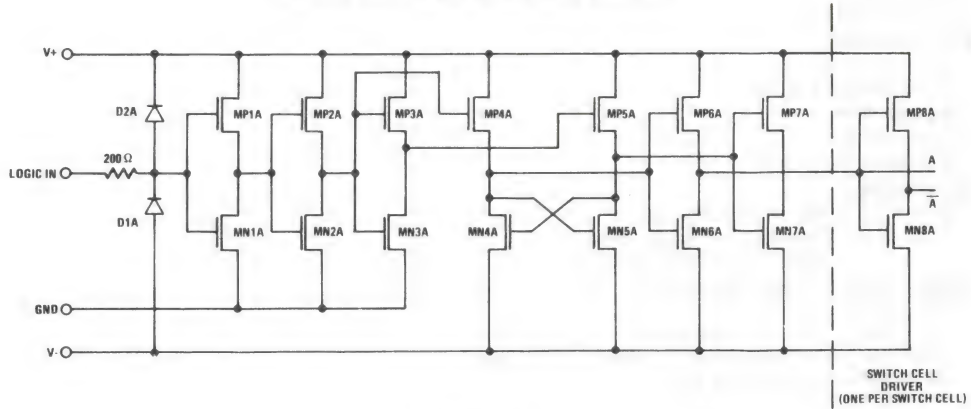 V+
D2A
MP1A
MP2A
MP3A
MP4A
MP5A
MP6A
MP7A
MP8A
200 Ω
LOGIC IN
A
A̅
D1A
MN1A
MN2A
MN3A
MN4A
MN5A
MN6A
MN7A
MN8A
GND
V-
SWITCH CELL
DRIVER
(ONE PER SWITCH CELL)